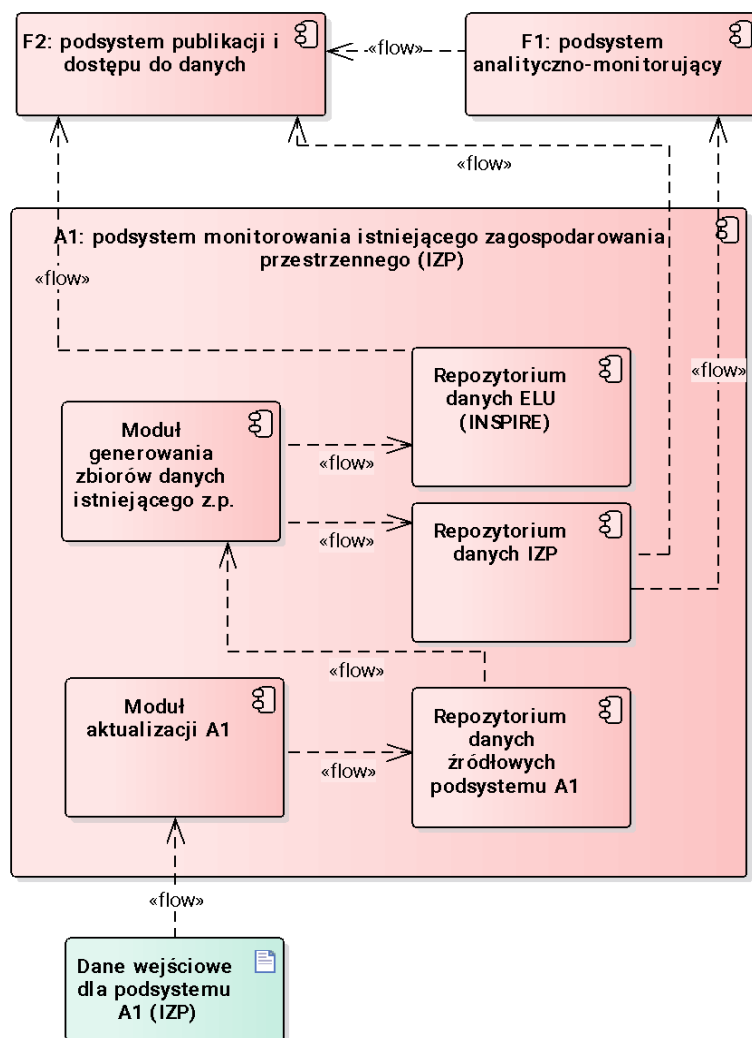 F2: podsystem publikacji i
dostępu do danych
«flow»
F1: podsystem
analityczno-monitorujący
«flow»
A1: podsystem monitorowania istniejącego zagospodarowania
przestrzennego (IZP)
«flow»
Repozytorium
danych ELU
(INSPIRE)
«flow»
Moduł
generowania
zbiorów danych
istniejącego z.p.
«flow»
«flow»
Repozytorium
danych IZP
«flow»
Moduł
aktualizacji A1
«flow»
Repozytorium
danych
źródłowych
podsystemu A1
«flow»
Dane wejściowe
dla podsystemu
A1 (IZP)